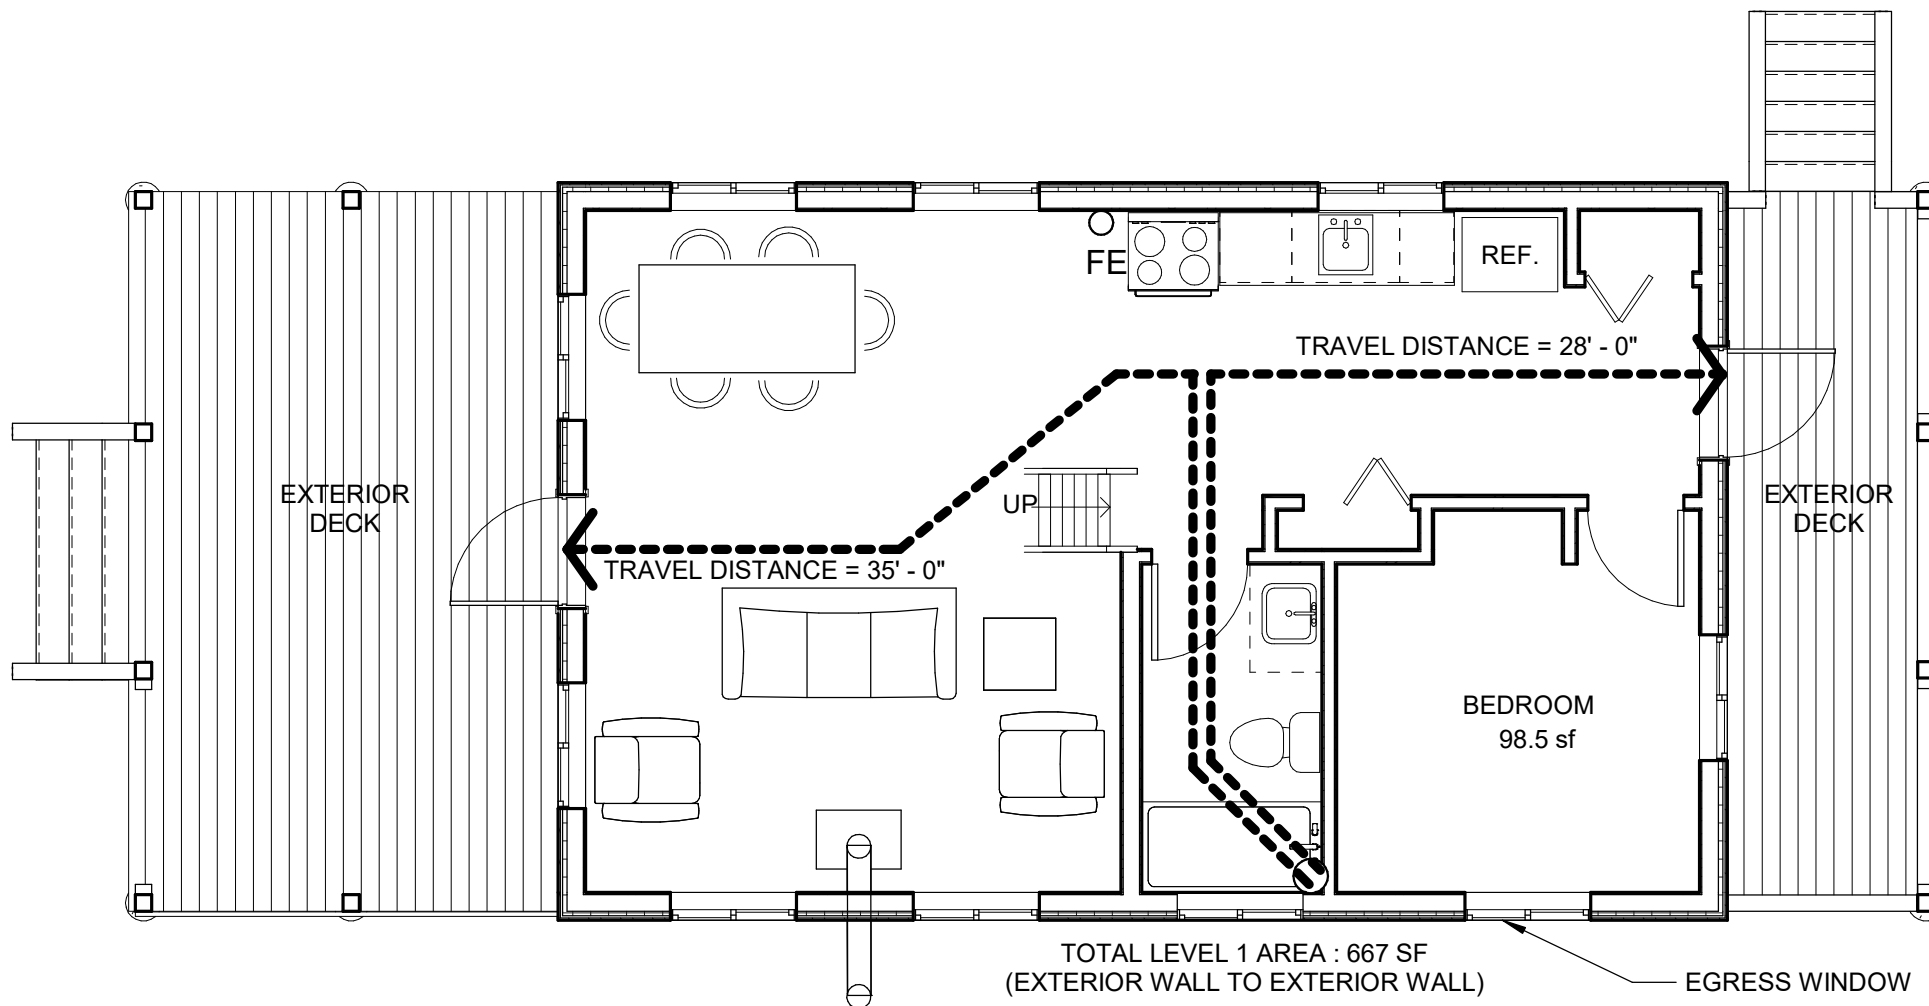 FE
REF.
TRAVEL DISTANCE = 28' - 0"
EXTERIOR
DECK
UP
EXTERIOR
DECK
TRAVEL DISTANCE = 35' - 0"
BEDROOM
98.5 sf
TOTAL LEVEL 1 AREA : 667 SF
(EXTERIOR WALL TO EXTERIOR WALL)
EGRESS WINDOW